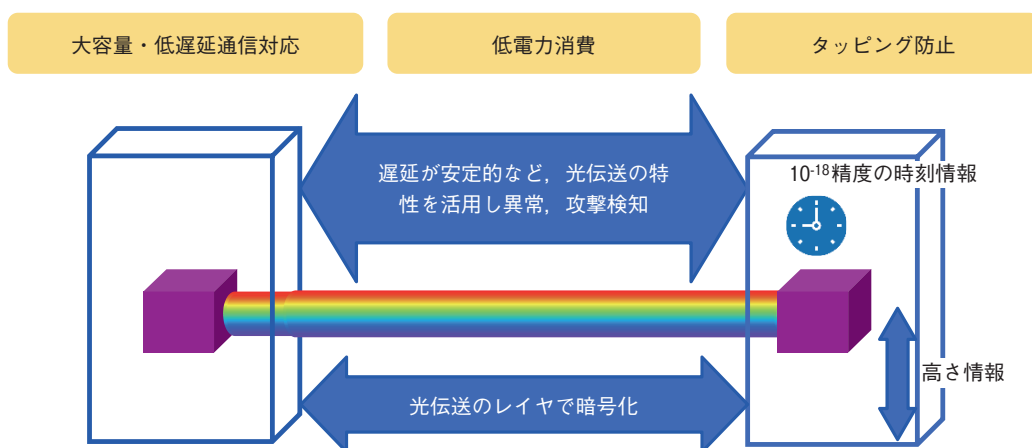 大容量・低遅延通信対応
低電力消費
タッピング防止
遅延が安定的など，光伝送の特
性を活用し異常，攻撃検知
10-18精度の時刻情報
高さ情報
光伝送のレイヤで暗号化